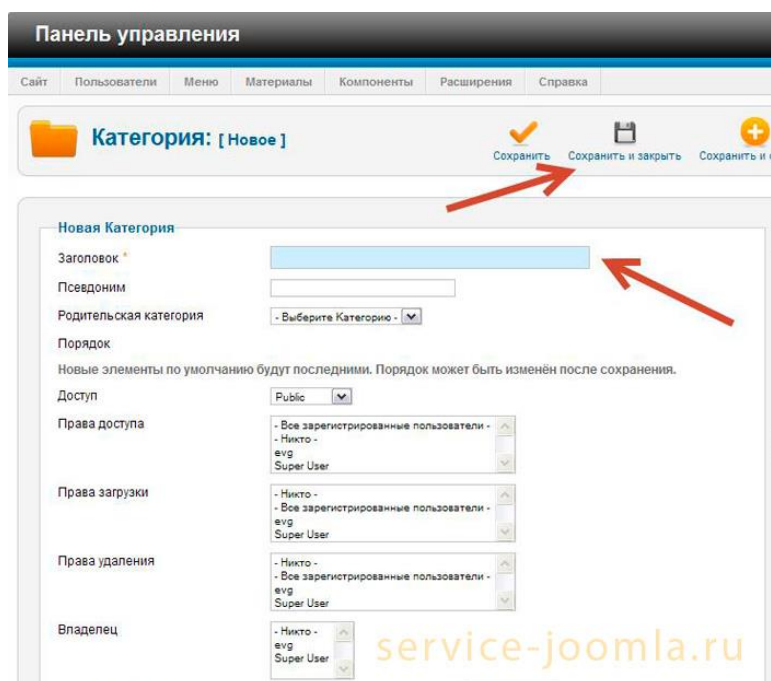 Панель управления
Сайт Пользователи Меню Материалы Компоненты Расширения Справка
Категория: [ Новое ]
Сохранить Сохранить и закрыть Сохранить и
Новая Категория
Заголовок *
Псевдоним
Родительская категория - Выберите Категорию -
Порядок
Новые элементы по умолчанию будут последними. Порядок может быть изменён после сохранения.
Доступ Public
Права доступа - Все зарегистрированные пользователи -
- Никто -
evg
Super User
Права загрузки - Никто -
- Все зарегистрированные пользователи -
evg
Super User
Права удаления - Никто -
- Все зарегистрированные пользователи -
evg
Super User
Владелец - Никто -
evg
Super User
service-joomla.ru